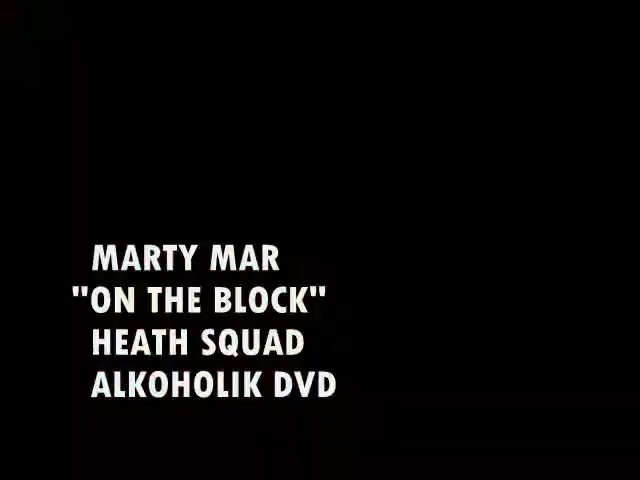 MARTY MAR
"ON THE BLOCK"
HEATH SQUAD
ALKOHOLIK DVD